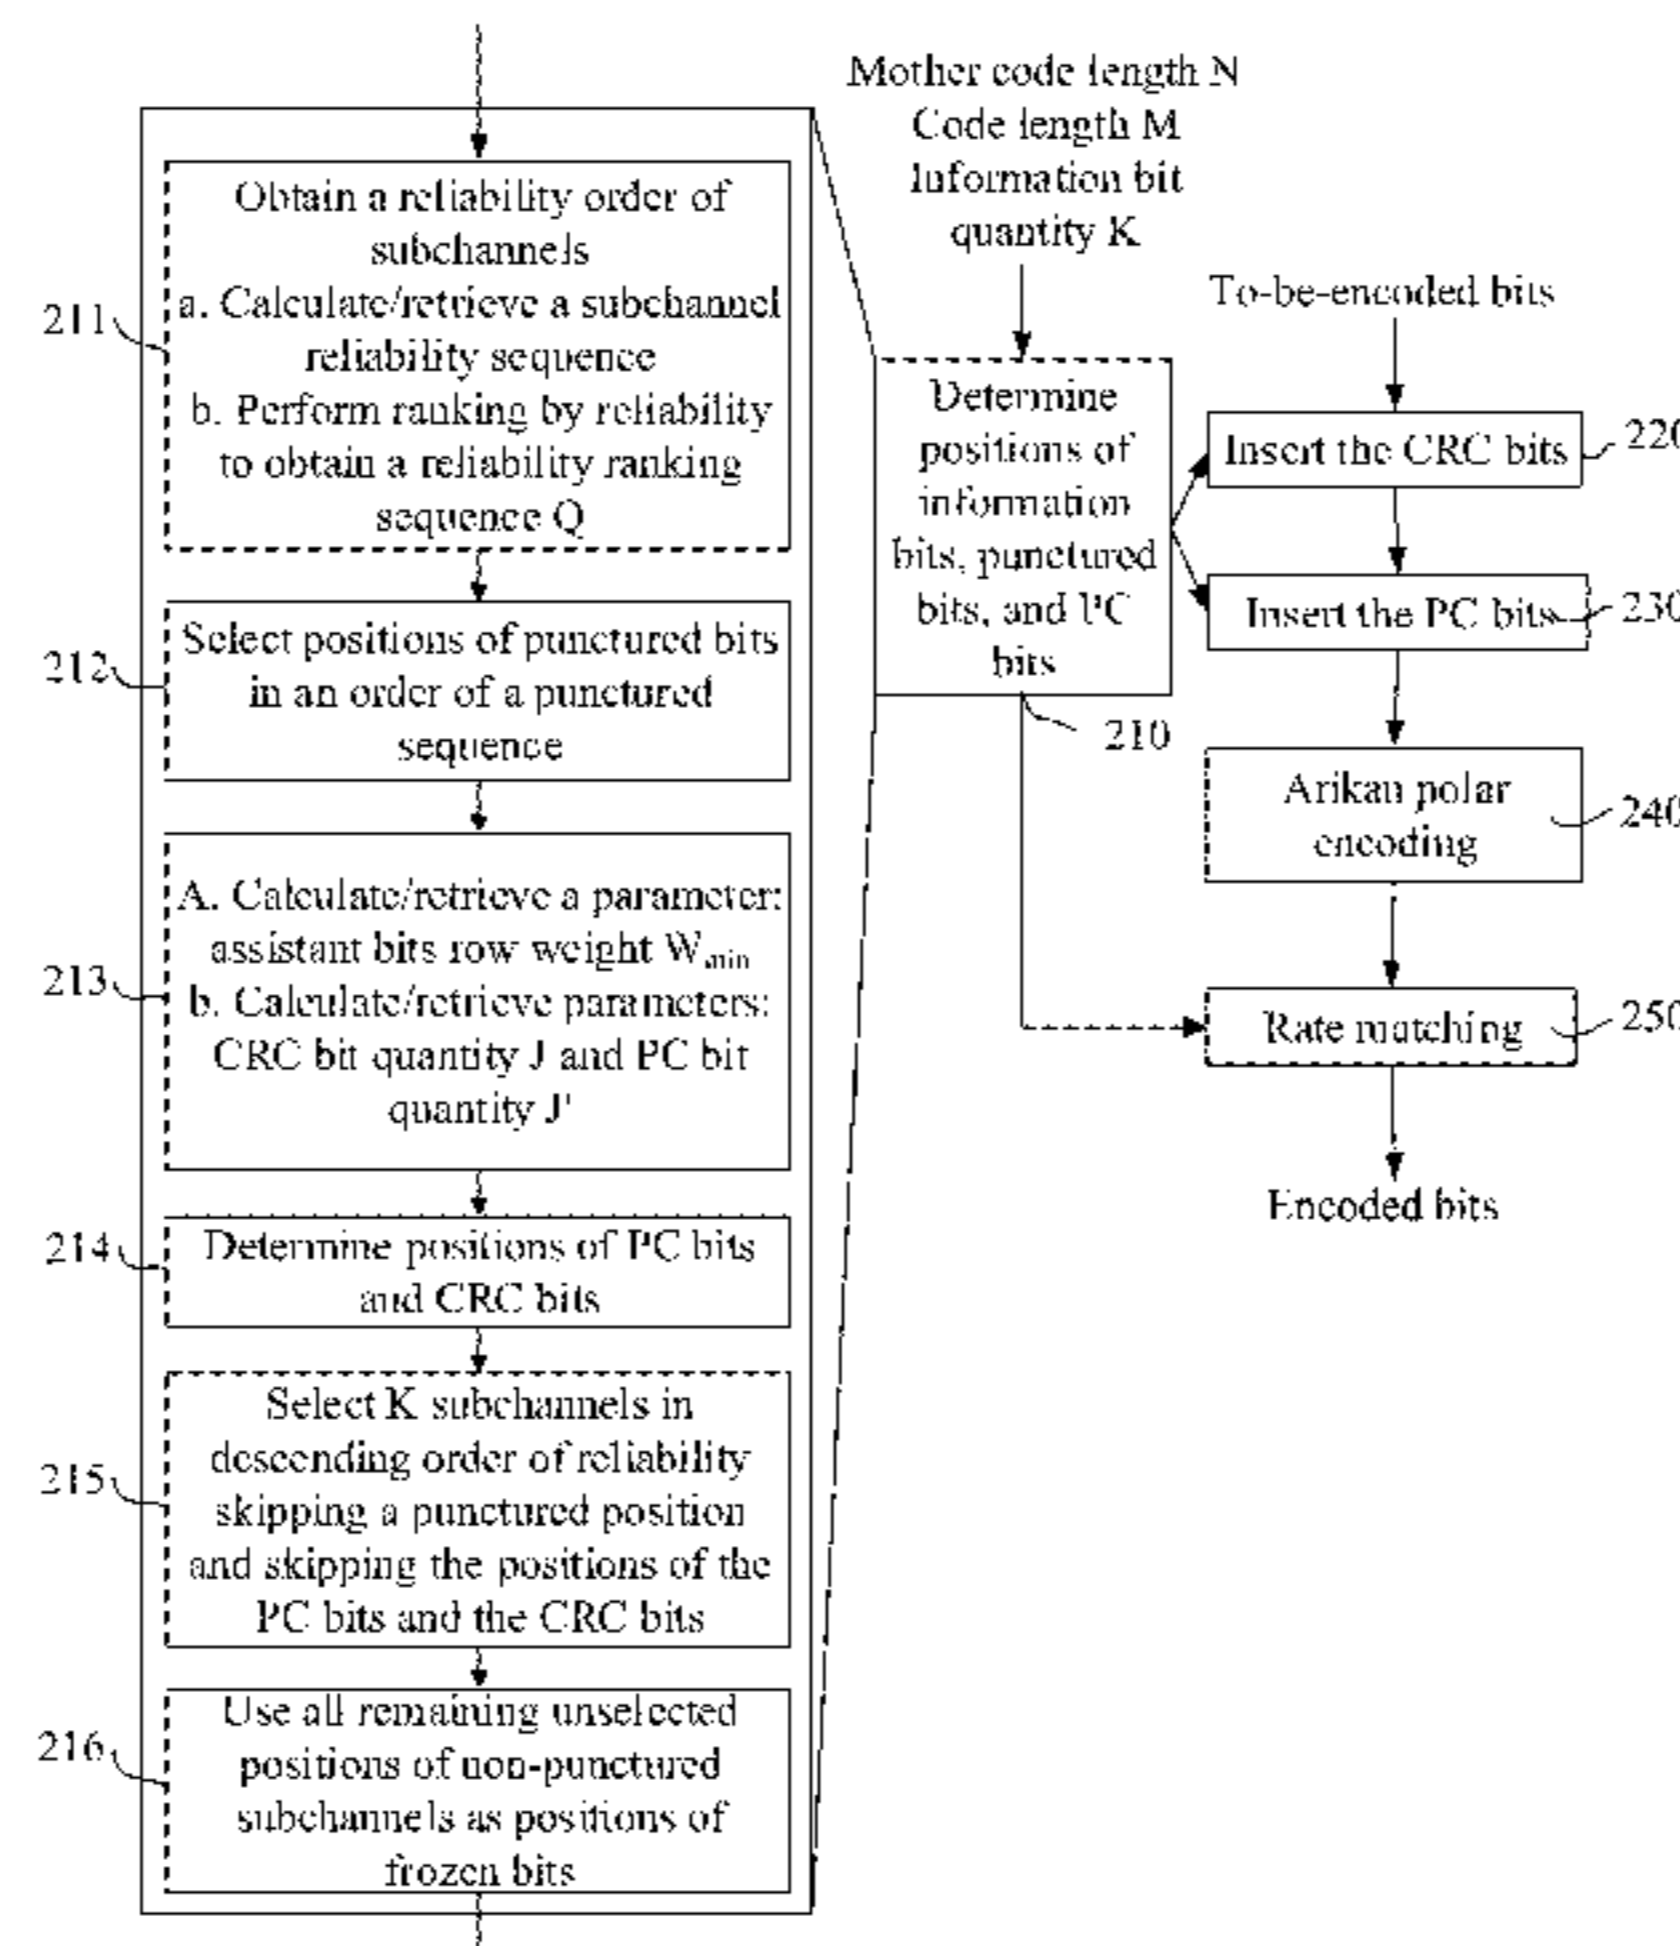 Obtain a reliability order of
subchannels
a. Calculate/retrieve a subchannel
reliability sequence
b. Perform ranking by reliability
to obtain a reliability ranking
sequence Q
211
Select positions of punctured bits
in an order of a punctured
sequence
212
A. Calculate/retrieve a parameter:
assistant bits row weight Wmin
b. Calculate/retrieve parameters:
CRC bit quantity J and PC bit
quantity J'
213
Determine positions of PC bits
and CRC bits
214
Select K subchannels in
descending order of reliability
skipping a punctured position
and skipping the positions of the
PC bits and the CRC bits
215
Use all remaining unselected
positions of non-punctured
subchannels as positions of
frozen bits
216
Mother code length N
Code length M
Information bit
quantity K
Determine
positions of
information
bits, punctured
bits, and PC
bits
210
To-be-encoded bits
Insert the CRC bits
220
Insert the PC bits
230
Arikan polar
encoding
240
Rate matching
250
Encoded bits